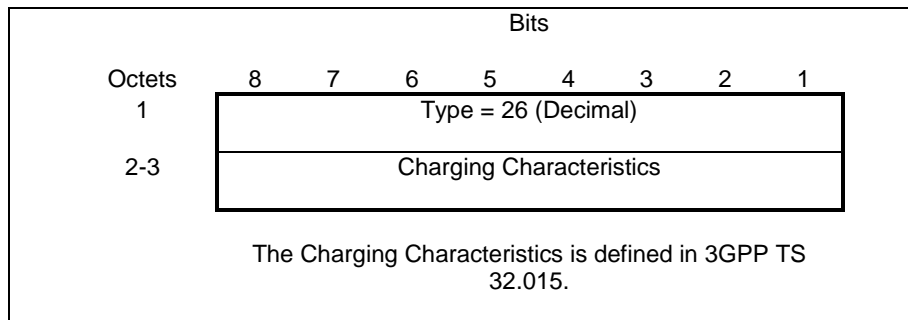 Bits
Octets 8 7 6 5 4 3 2 1
1 Type = 26 (Decimal)
2-3 Charging Characteristics
The Charging Characteristics is defined in 3GPP TS
32.015.